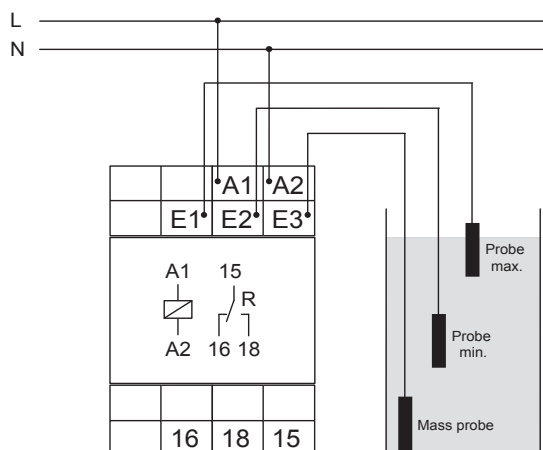 L
N
A1 A2
E1 E2 E3
Probe
max.
A1 15
R
A2 16 18
Probe
min.
Mass probe
16 18 15